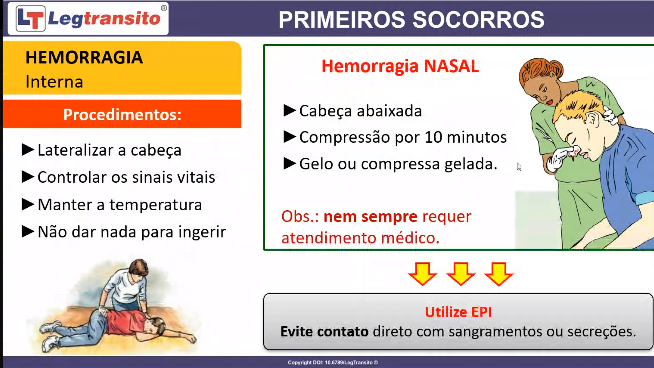 LT Legtransito®
PRIMEIROS SOCORROS
HEMORRAGIA
Interna
Procedimentos:
►Lateralizar a cabeça
►Controlar os sinais vitais
►Manter a temperatura
►Não dar nada para ingerir
Hemorragia NASAL
►Cabeça abaixada
►Compressão por 10 minutos
►Gelo ou compressa gelada.
Obs.: nem sempre requer
atendimento médico.
Utilize EPI
Evite contato direto com sangramentos ou secreções.
Copyright DOI: 10.6789/LegTransito ®